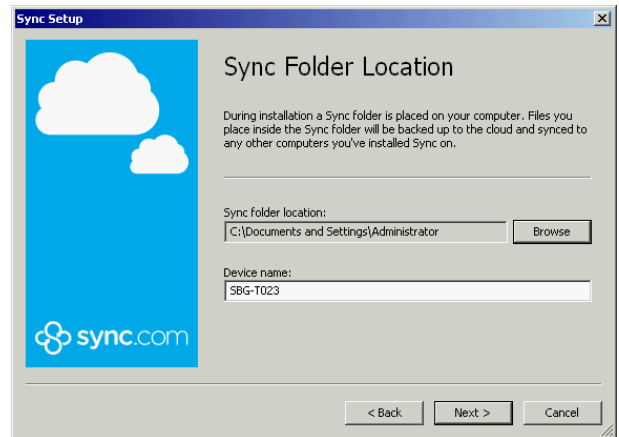 Sync Setup
Sync Folder Location
During installation a Sync folder is placed on your computer. Files you
place inside the Sync folder will be backed up to the cloud and synced to
any other computers you've installed Sync on.
Sync folder location:
C:\Documents and Settings\Administrator
Browse
Device name:
SBG-T023
sync.com
< Back
Next >
Cancel